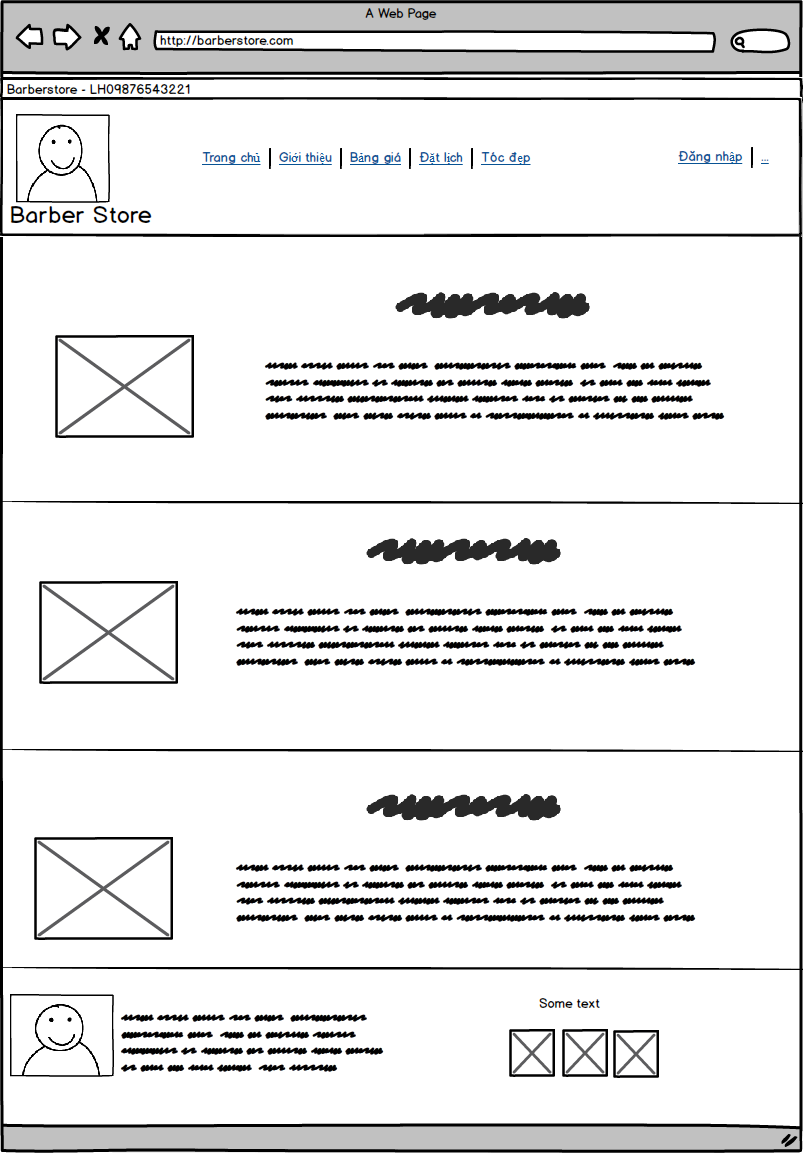 A Web Page
http://barberstore.com
Barberstore - LH09876543221
Trang chủ Giới thiệu Bảng giá Đặt lịch Tóc đẹp Đăng nhập ...
Barber Store
Some text